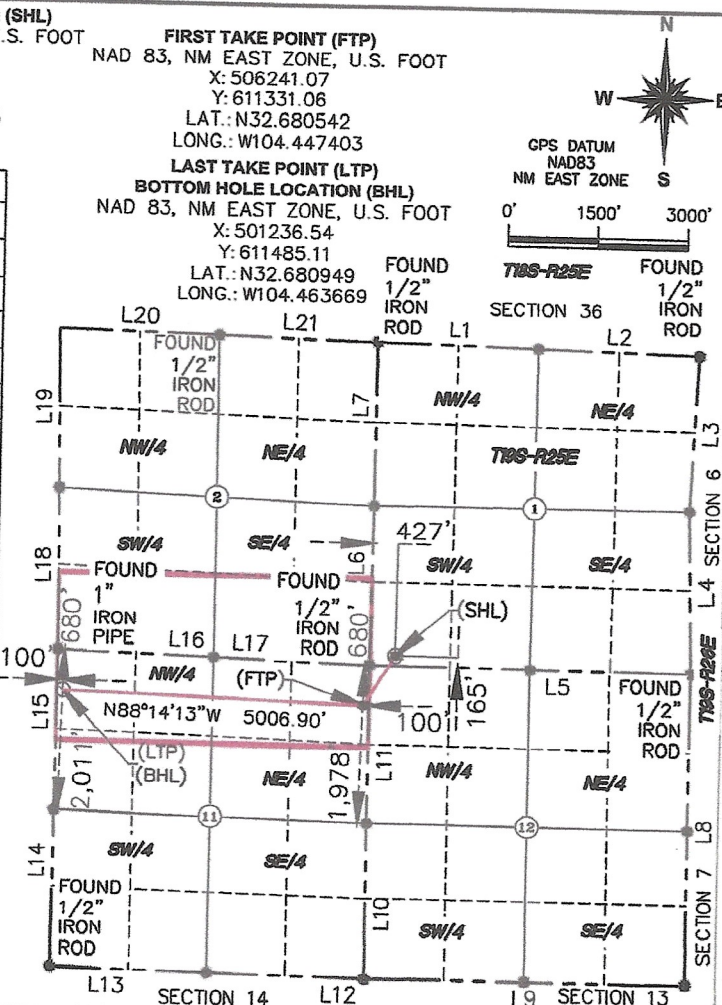 (SHL)
.S. FOOT
FIRST TAKE POINT (FTP)
NAD 83, NM EAST ZONE, U.S. FOOT
X: 506241.07
Y: 611331.06
LAT.: N32.680542
LONG.: W104.447403
LAST TAKE POINT (LTP)
BOTTOM HOLE LOCATION (BHL)
NAD 83, NM EAST ZONE, U.S. FOOT
X: 501236.54
Y: 611485.11
LAT.: N32.680949
LONG.: W104.463669
N
W
E
S
GPS DATUM
NAD83
NM EAST ZONE
0' 1500' 3000'
T18S-R25E
SECTION 36
FOUND
1/2"
IRON
ROD
FOUND
1/2"
IRON
ROD
L20
L21
L1
L2
FOUND
1/2"
IRON
ROD
L19
L7
L3
NW/4
NE/4
NW/4
NE/4
T19S-R25E
SECTION 6
2
1
427'
SW/4
SE/4
SW/4
SE/4
L18
L6
L4
FOUND
1"
IRON
PIPE
FOUND
1/2"
IRON
ROD
680'
680'
(SHL)
T19S-R26E
L16
L17
L5
100'
NW/4
(FTP)
100'
165'
FOUND
1/2"
IRON
ROD
N88°14'13"W 5006.90'
L15
(LTP)
(BHL)
2,011'
1,978'
L11
NE/4
NW/4
NE/4
11
12
L8
L14
SW/4
SE/4
FOUND
1/2"
IRON
ROD
L10
SW/4
SE/4
SECTION 7
L13
SECTION 14
L12
L9
SECTION 13